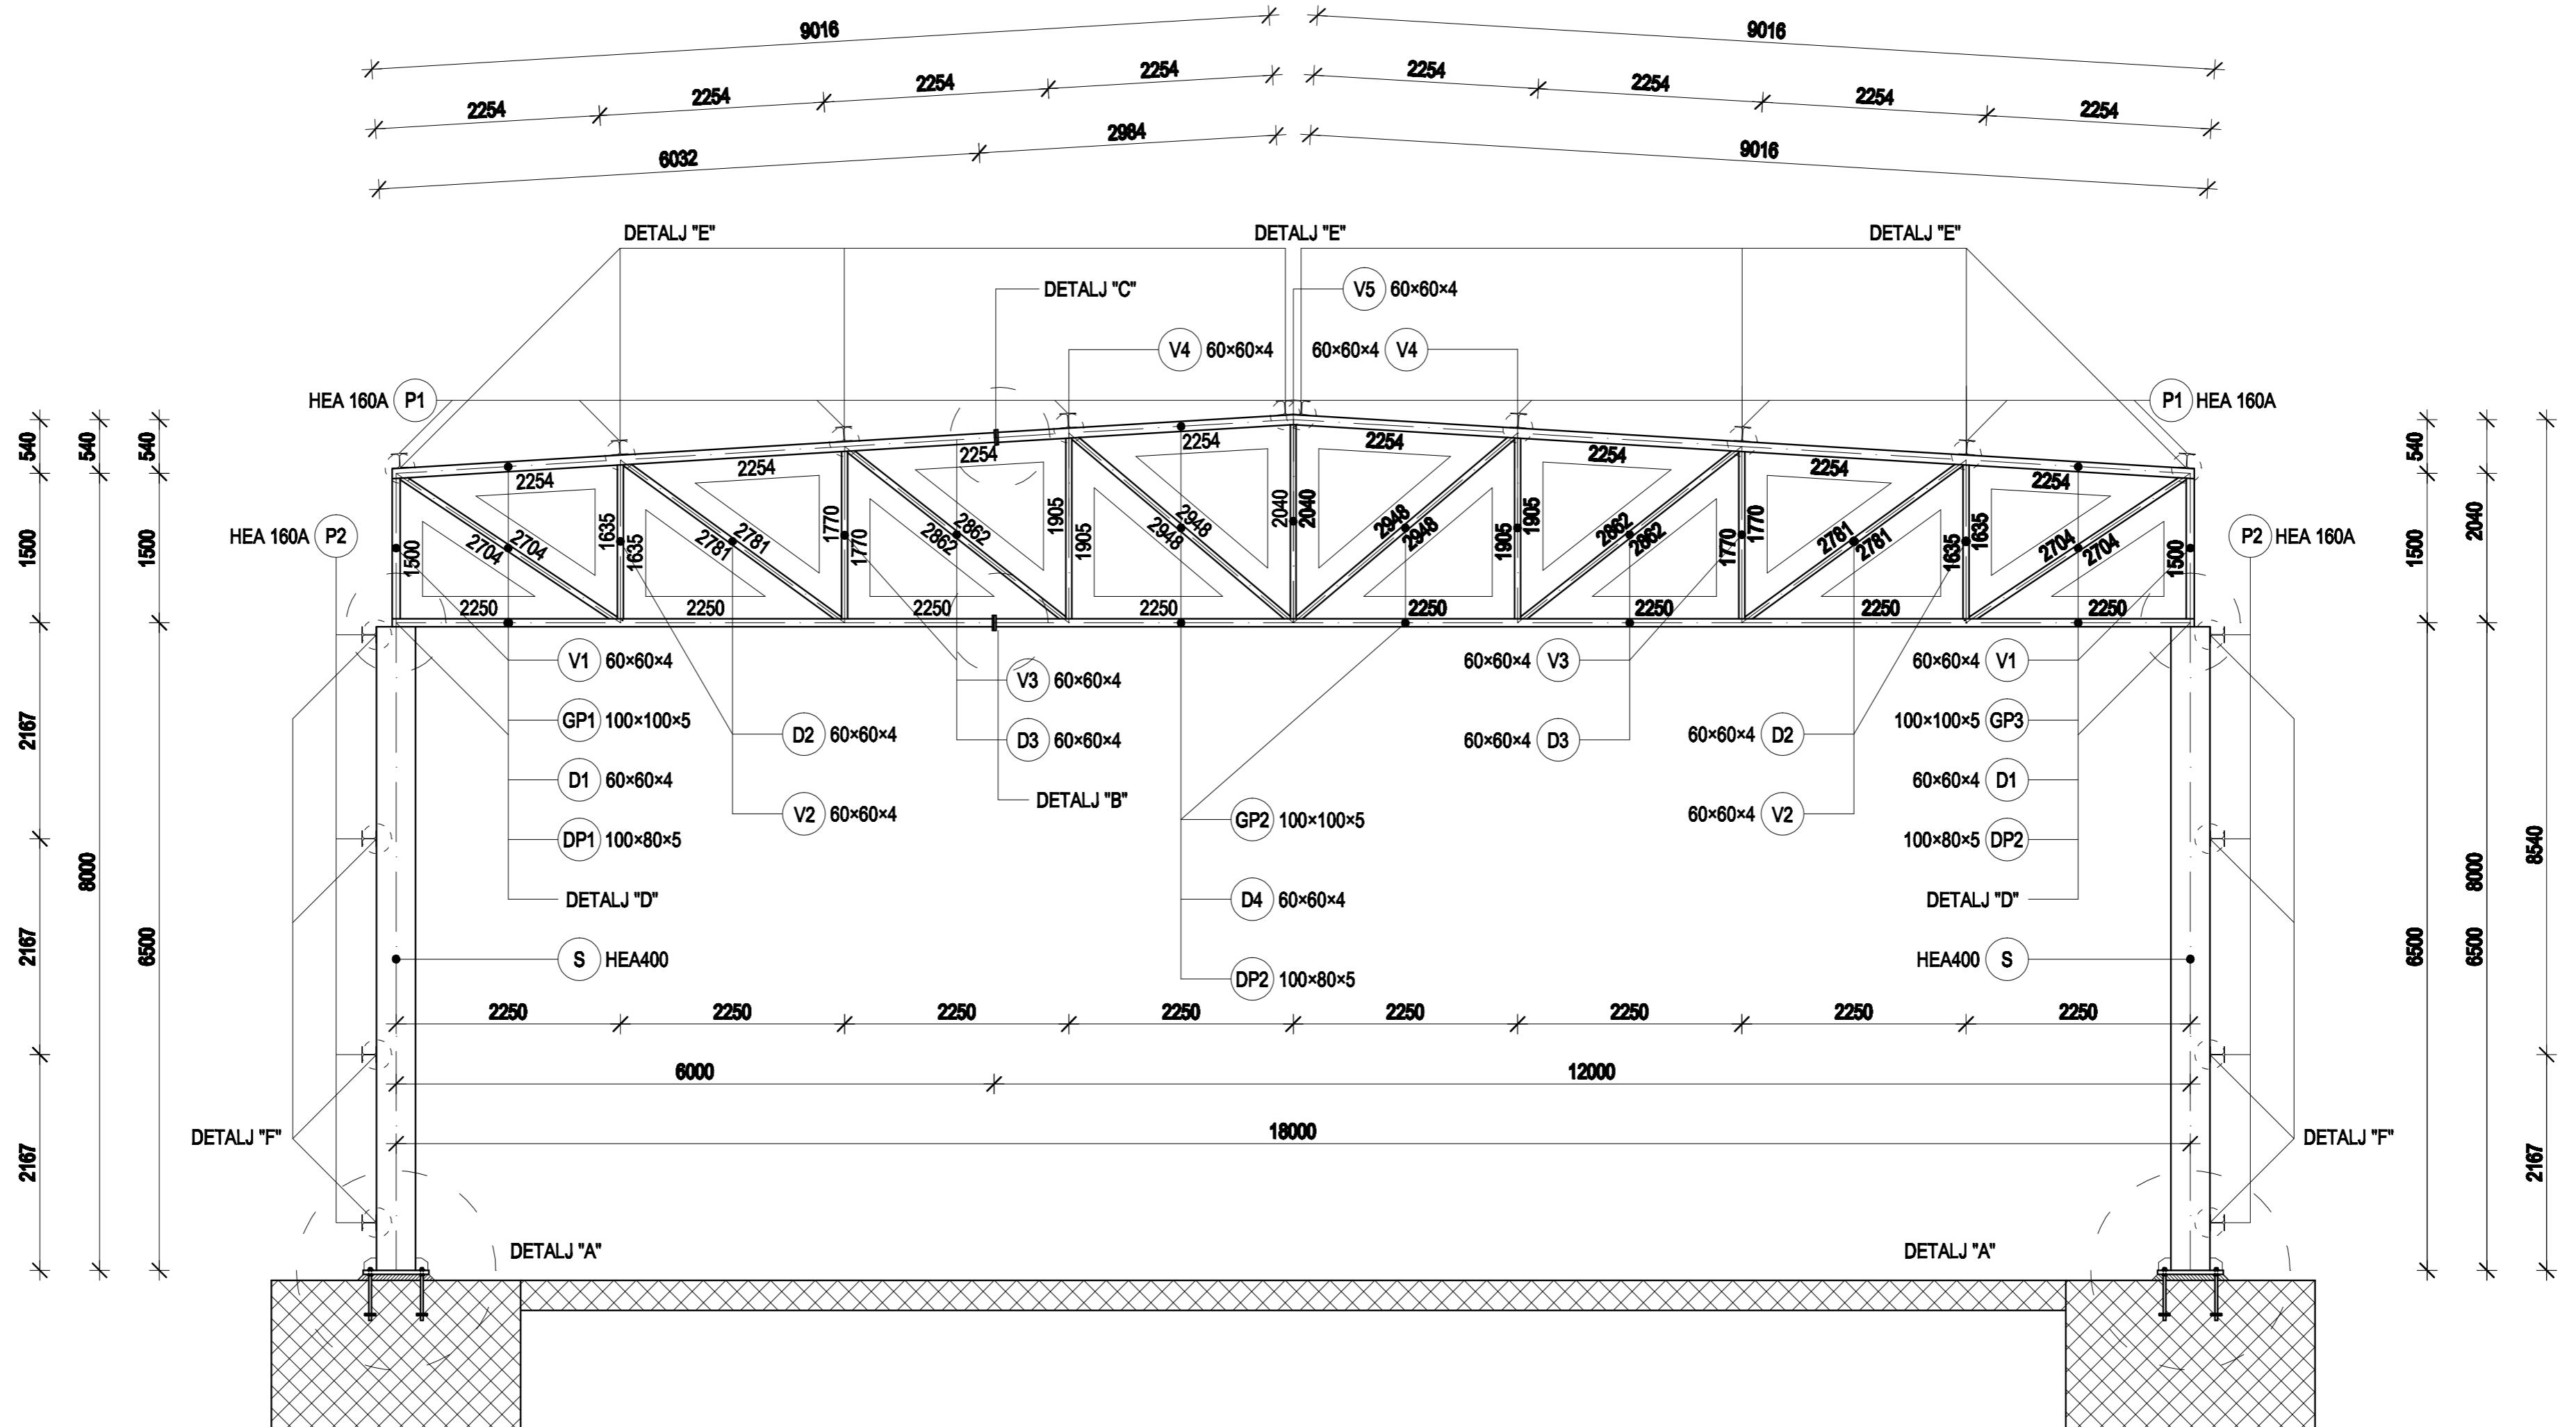 9016 9016
2254 2254 2254 2254 2254 2254 2254 2254
6032 2984 9016
DETALJ "E" DETALJ "E" DETALJ "E"
DETALJ "C" V5 60×60×4
V4 60×60×4 60×60×4 V4
HEA 160A P1 P1 HEA 160A
540 540 540 540
2254 2254 2254 2254 2254 2254 2254 2254
1500 1500 1500 2040
HEA 160A P2 P2 HEA 160A
1500 2704 2704 1635 1635 2781 2781 1770 1770 2862 2862 1905 1905 2948 2948 2040 2040 2948 2948 1905 1905 2862 2862 1770 1770 2781 2781 1635 1635 2704 2704 1500
2250 2250 2250 2250 2250 2250 2250 2250
V1 60×60×4 60×60×4 V3 60×60×4 V1
V3 60×60×4
GP1 100×100×5 100×100×5 GP3
D2 60×60×4 D3 60×60×4 60×60×4 D3 60×60×4 D2
D1 60×60×4 60×60×4 D1
DETALJ "B"
V2 60×60×4 GP2 100×100×5 60×60×4 V2
DP1 100×80×5 100×80×5 DP2
DETALJ "D" D4 60×60×4 DETALJ "D"
S HEA400 HEA400 S
DP2 100×80×5
2167 2167 2167 8000 6500
6500 8000 6500 8540 2167
2250 2250 2250 2250 2250 2250 2250 2250
6000 12000
18000
DETALJ "F" DETALJ "F"
DETALJ "A" DETALJ "A"